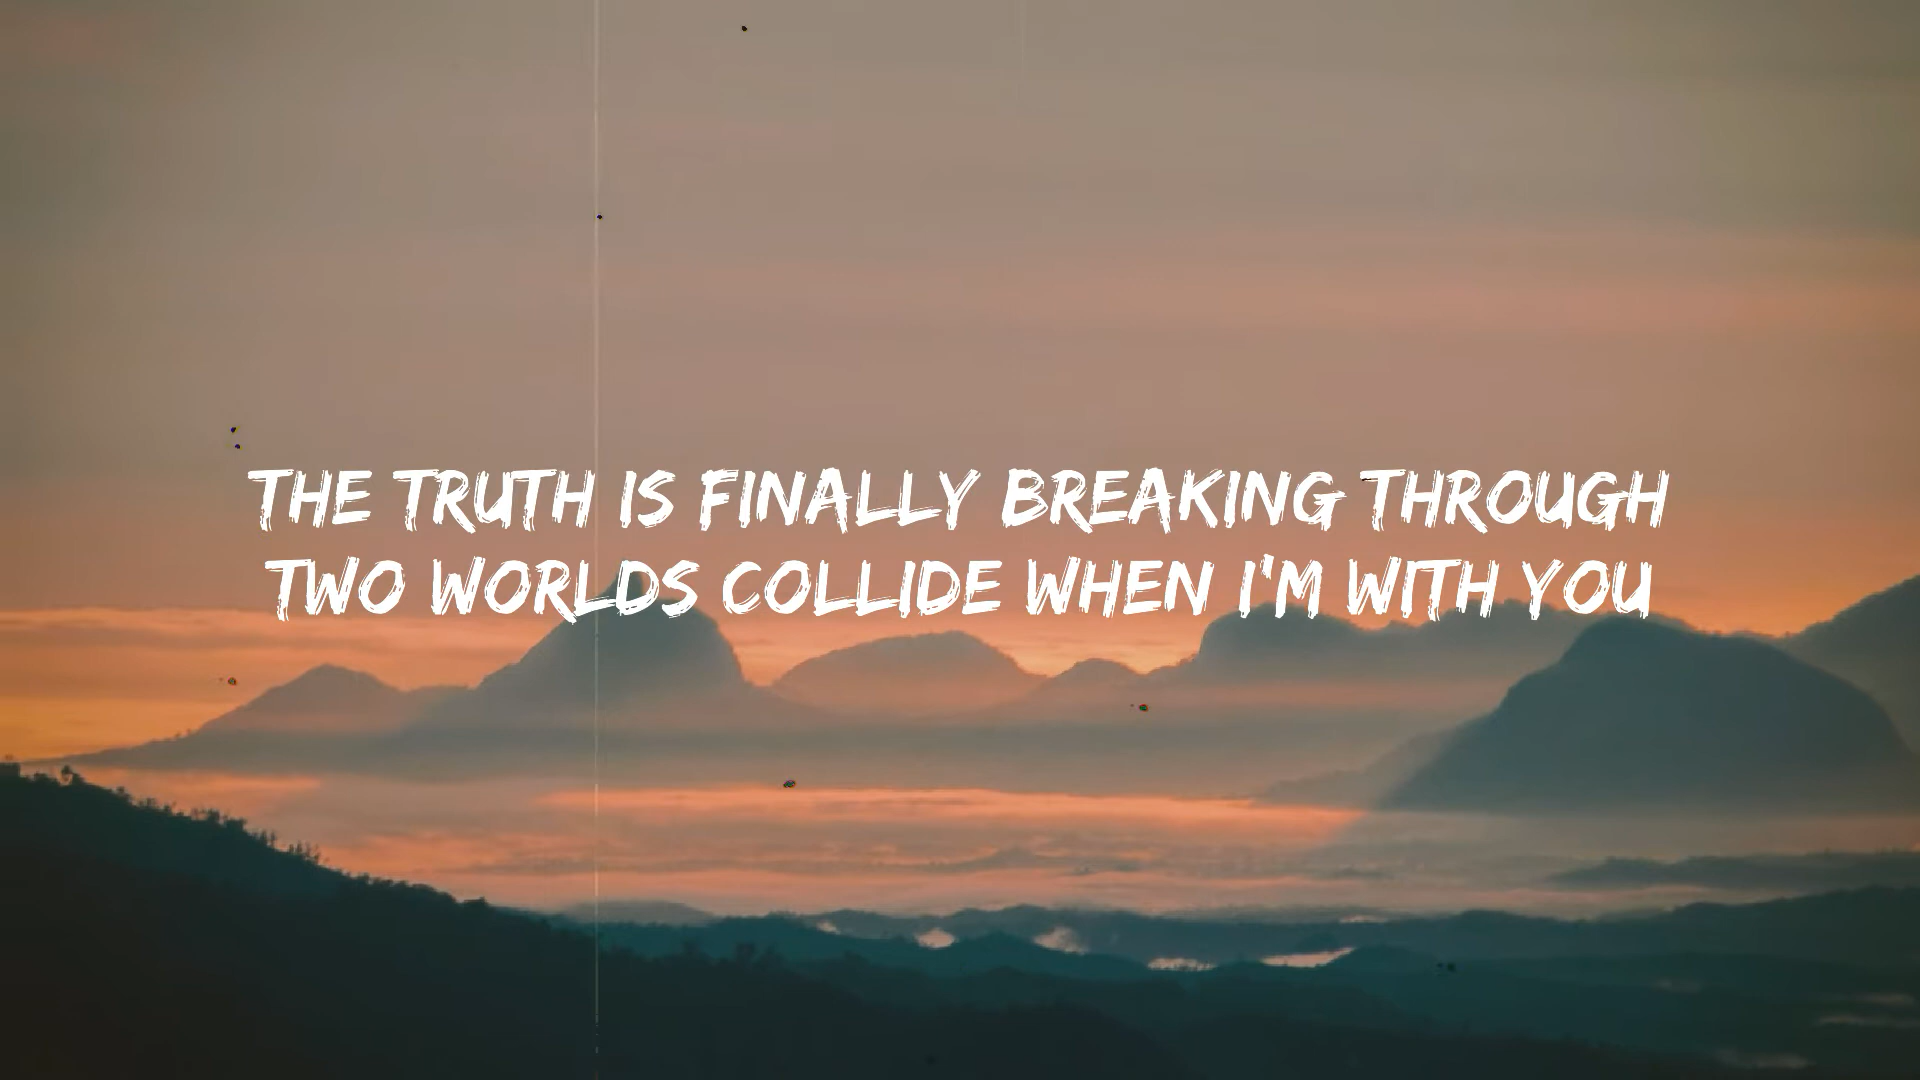 THE TRUTH IS FINALLY BREAKING THROUGH
TWO WORLDS COLLIDE WHEN I'M WITH YOU